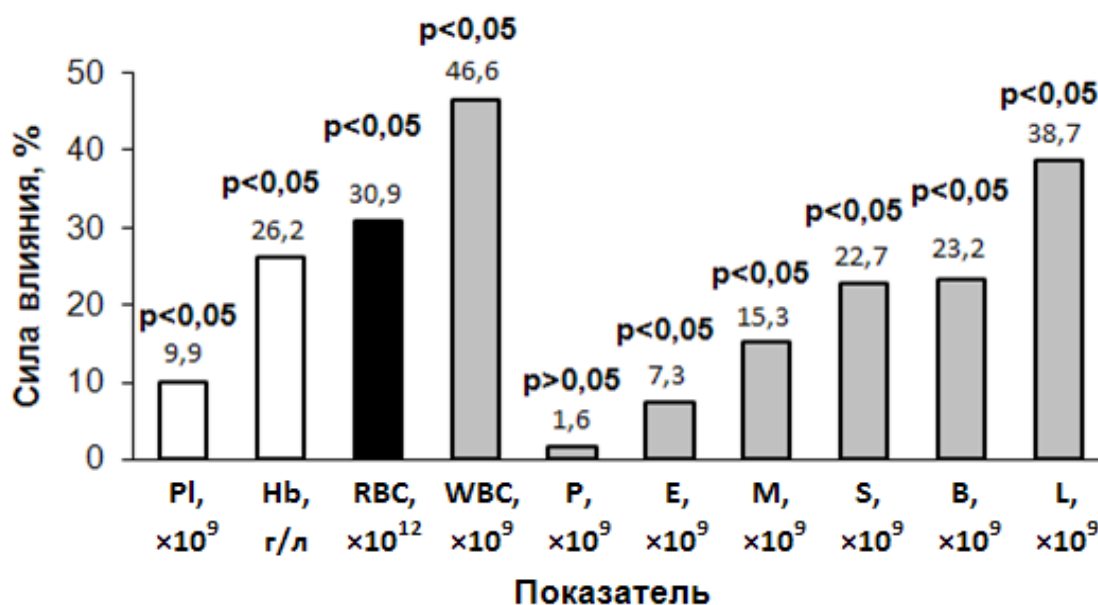 p<0,05
50
46,6
p<0,05
p<0,05
38,7
40
p<0,05
30,9
p<0,05
p<0,05
26,2
30
22,7
23,2
Сила влияния, %
20
p<0,05
15,3
p<0,05
9,9
p<0,05
7,3
10
p>0,05
1,6
0
Pl, Hb, RBC, WBC, P, E, M, S, B, L,
×10⁹ г/л ×10¹² ×10⁹ ×10⁹ ×10⁹ ×10⁹ ×10⁹ ×10⁹ ×10⁹
Показатель